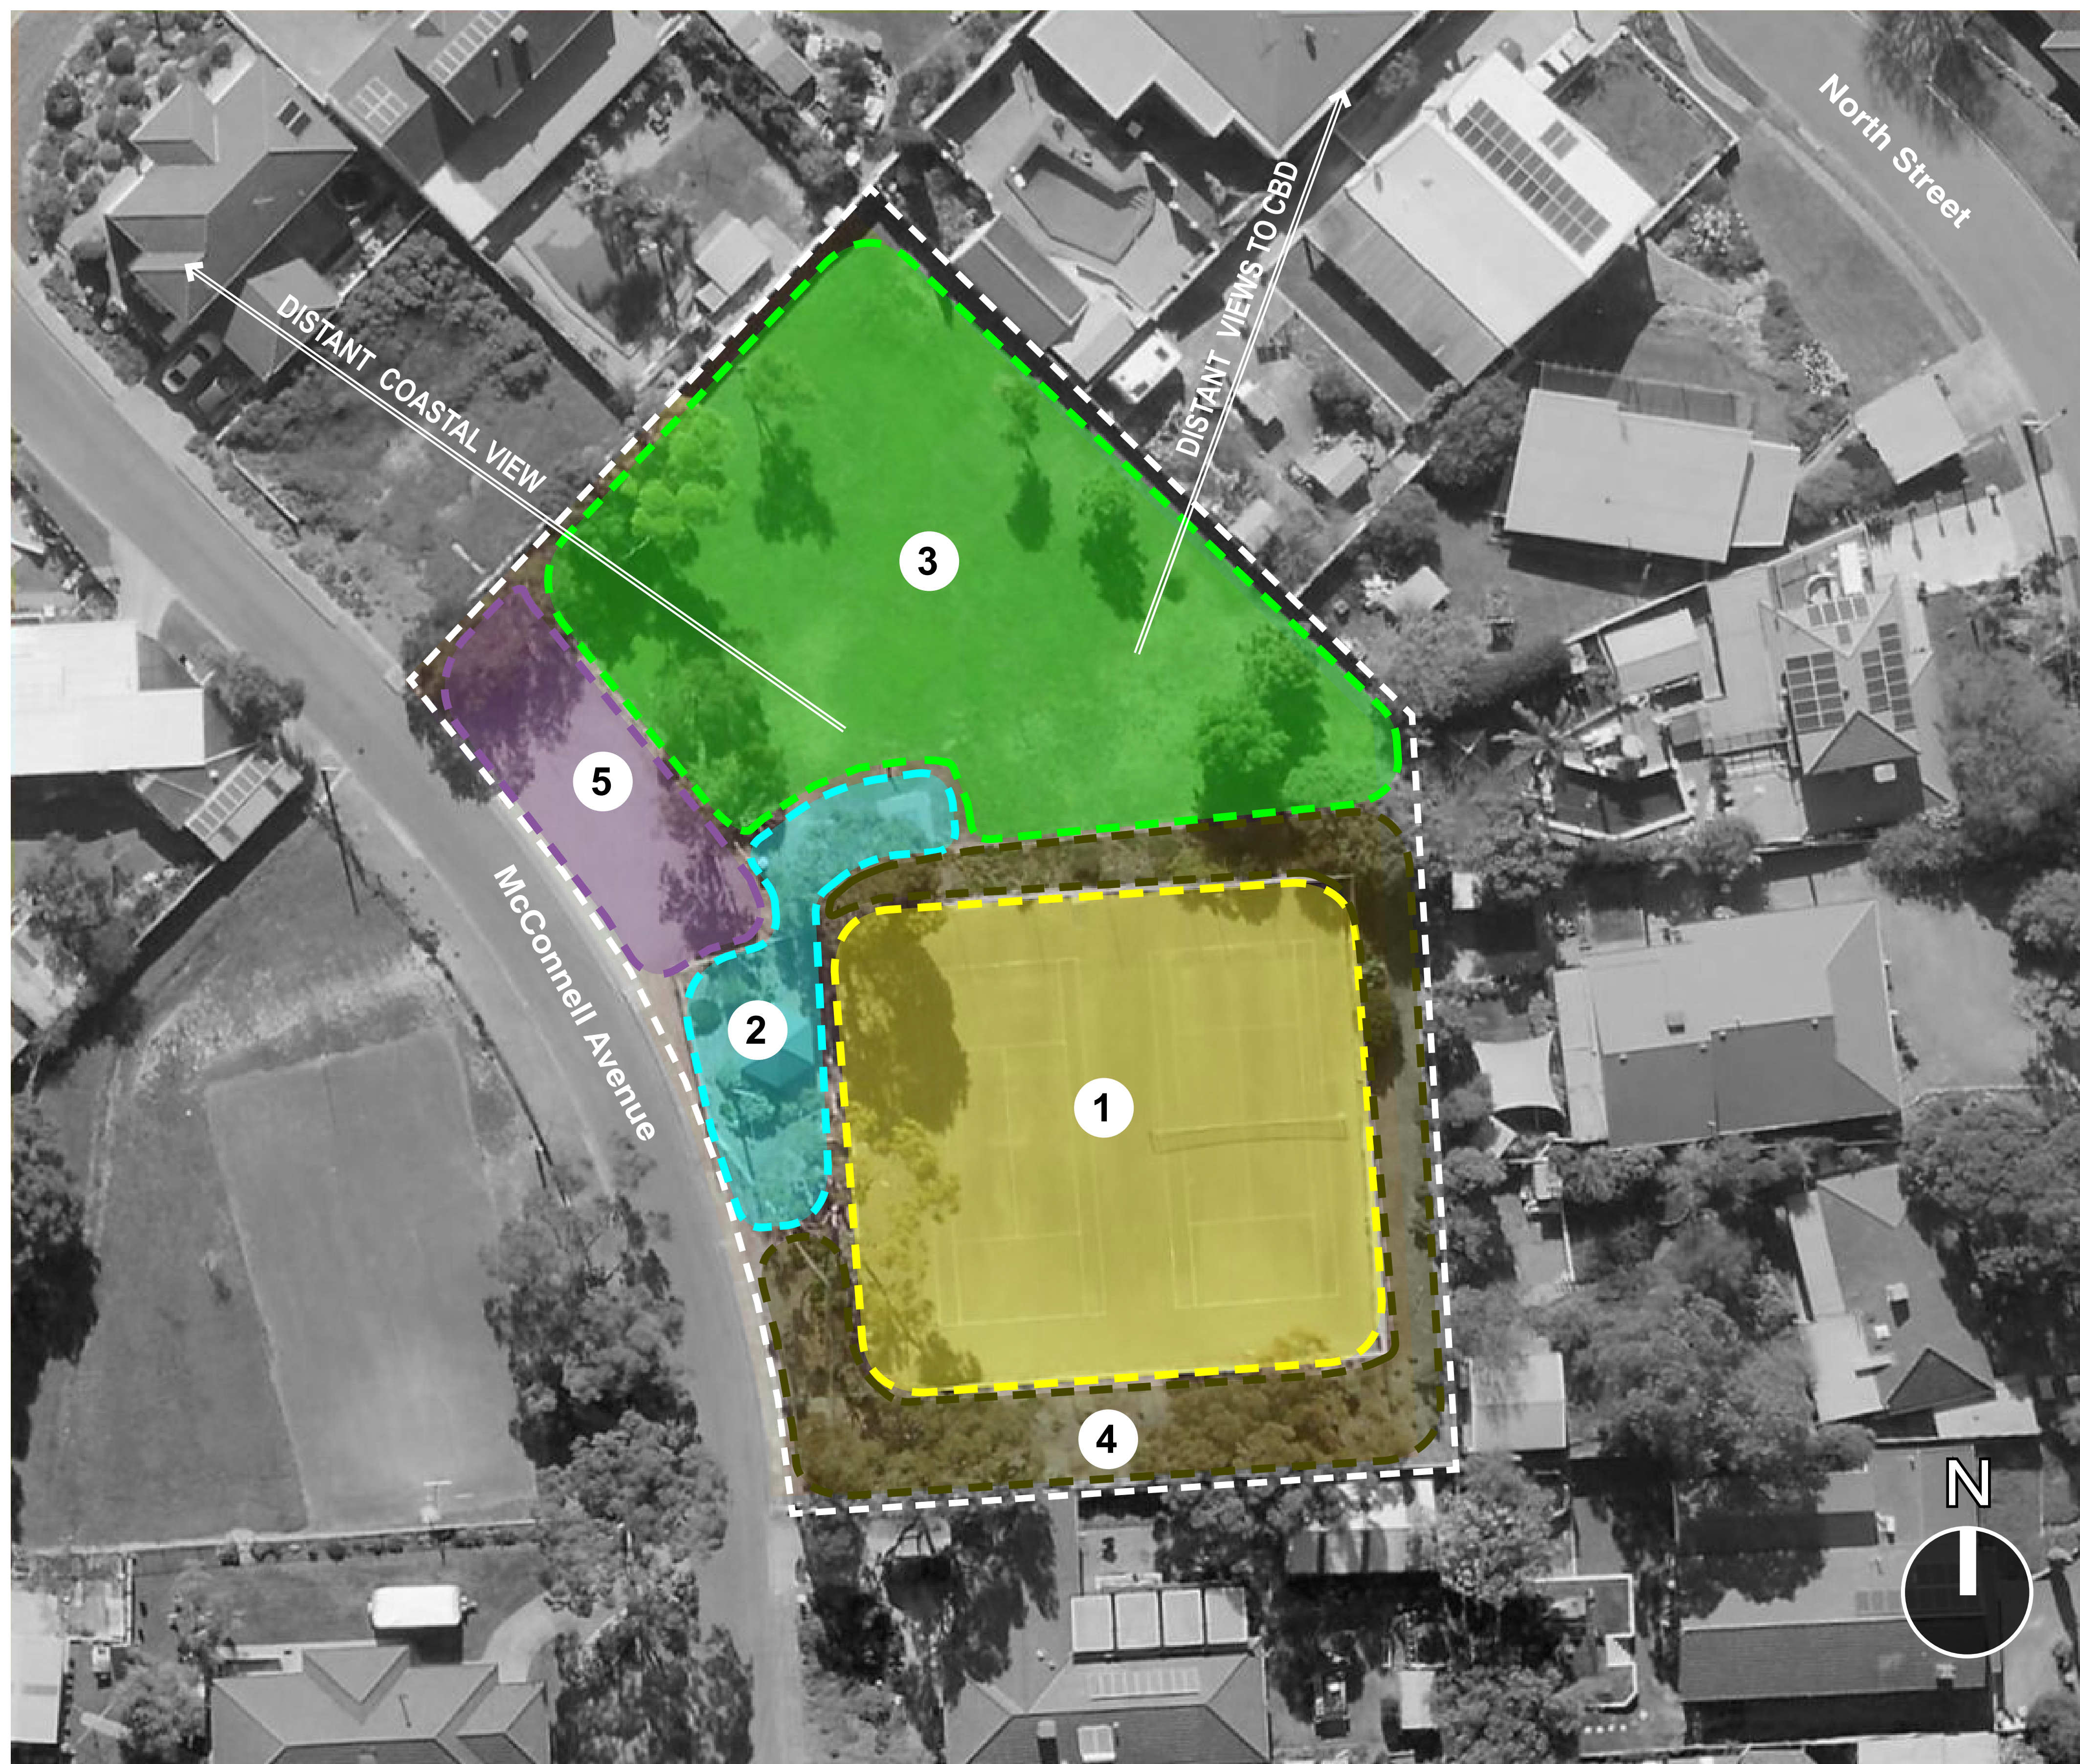 North Street
DISTANT VIEWS TO CBD
DISTANT COASTAL VIEW
3
5
McConnell Avenue
2
1
4
N